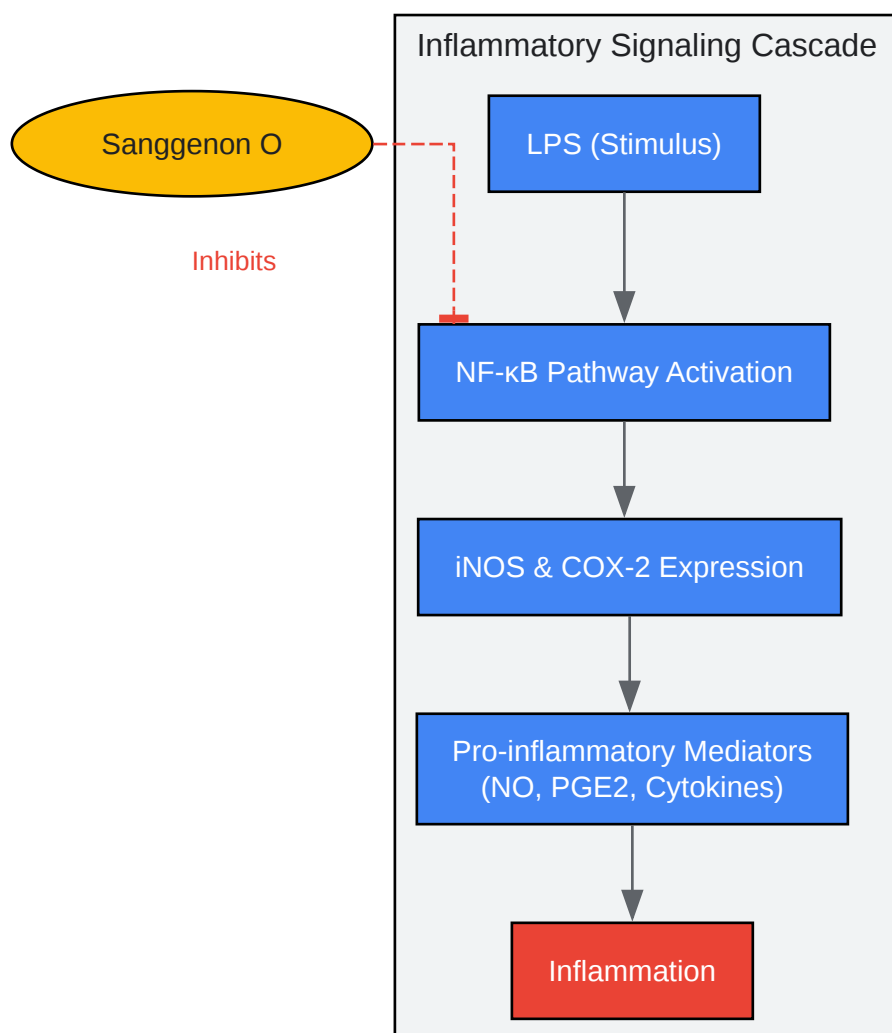 Inflammatory Signaling Cascade
Sanggenon O
LPS (Stimulus)
Inhibits
NF-κB Pathway Activation
iNOS & COX-2 Expression
Pro-inflammatory Mediators
(NO, PGE2, Cytokines)
Inflammation